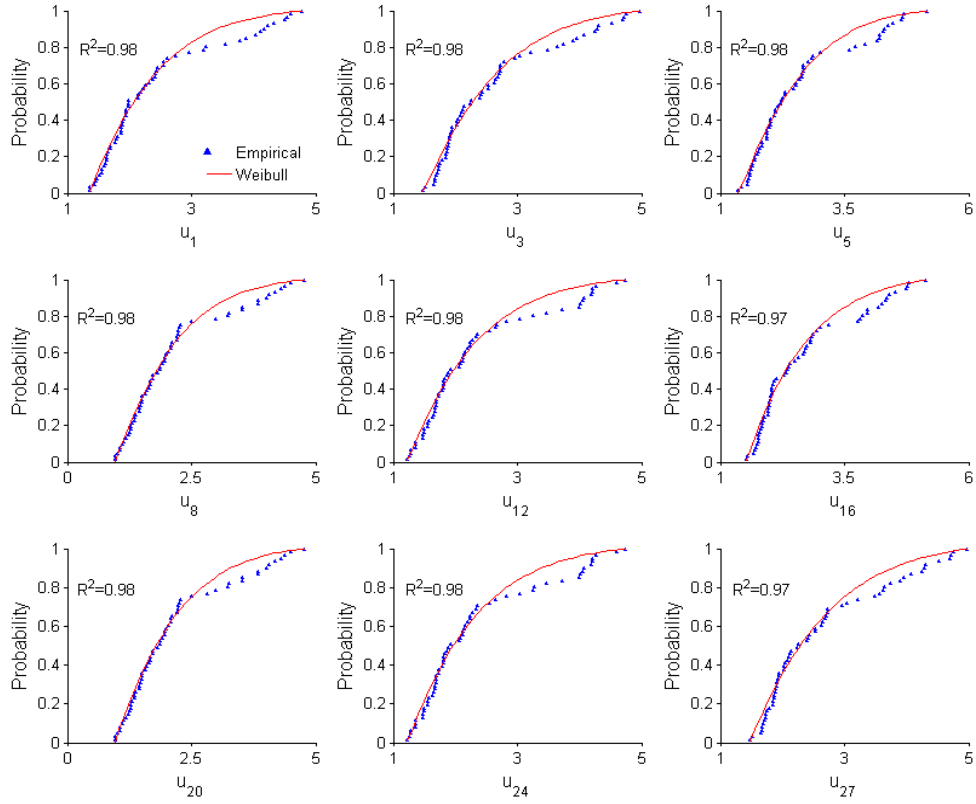 Probability
1
0.8
0.6
0.4
0.2
0
R²=0.98
Empirical
Weibull
1 3 5
u₁
Probability
1
0.8
0.6
0.4
0.2
0
R²=0.98
1 3 5
u₃
Probability
1
0.8
0.6
0.4
0.2
0
R²=0.98
1 3.5 6
u₅
Probability
1
0.8
0.6
0.4
0.2
0
R²=0.98
0 2.5 5
u₈
Probability
1
0.8
0.6
0.4
0.2
0
R²=0.98
1 3 5
u₁₂
Probability
1
0.8
0.6
0.4
0.2
0
R²=0.97
1 3.5 6
u₁₆
Probability
1
0.8
0.6
0.4
0.2
0
R²=0.98
0 2.5 5
u₂₀
Probability
1
0.8
0.6
0.4
0.2
0
R²=0.98
1 3 5
u₂₄
Probability
1
0.8
0.6
0.4
0.2
0
R²=0.97
1 3 5
u₂₇